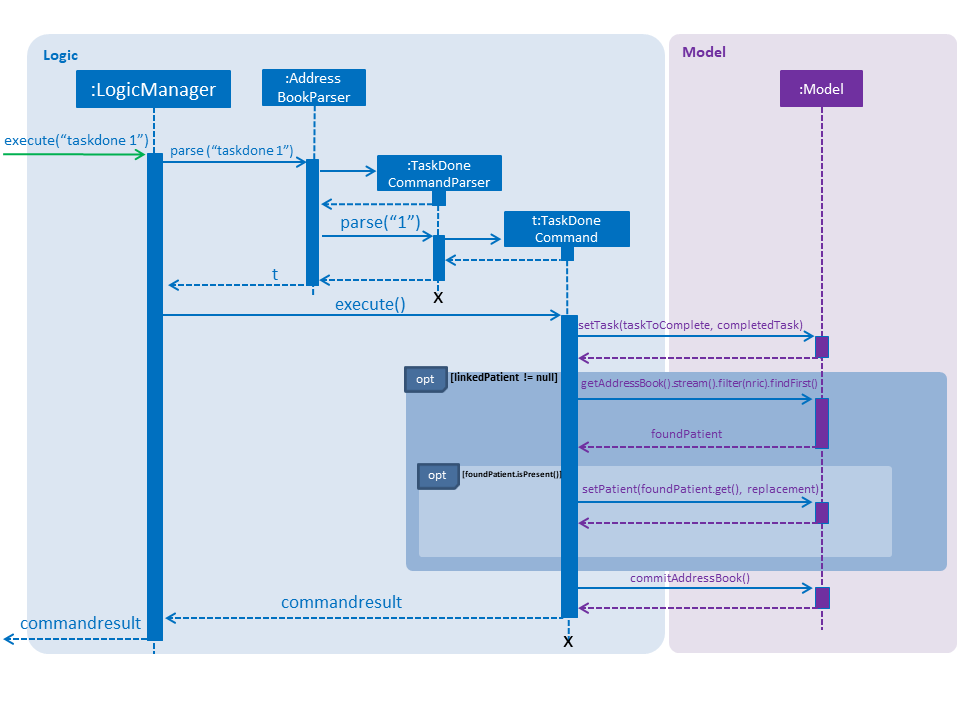 Logic
Model
:LogicManager
:Address
BookParser
:Model
execute(“taskdone 1”)
parse (“taskdone 1”)
:TaskDone
CommandParser
parse(“1”)
t:TaskDone
Command
t
X
execute()
setTask(taskToComplete, completedTask)
opt
[linkedPatient != null]
getAddressBook().stream().filter(nric).findFirst()
foundPatient
opt
[foundPatient.isPresent()]
setPatient(foundPatient.get(), replacement)
commitAddressBook()
commandresult
commandresult
X